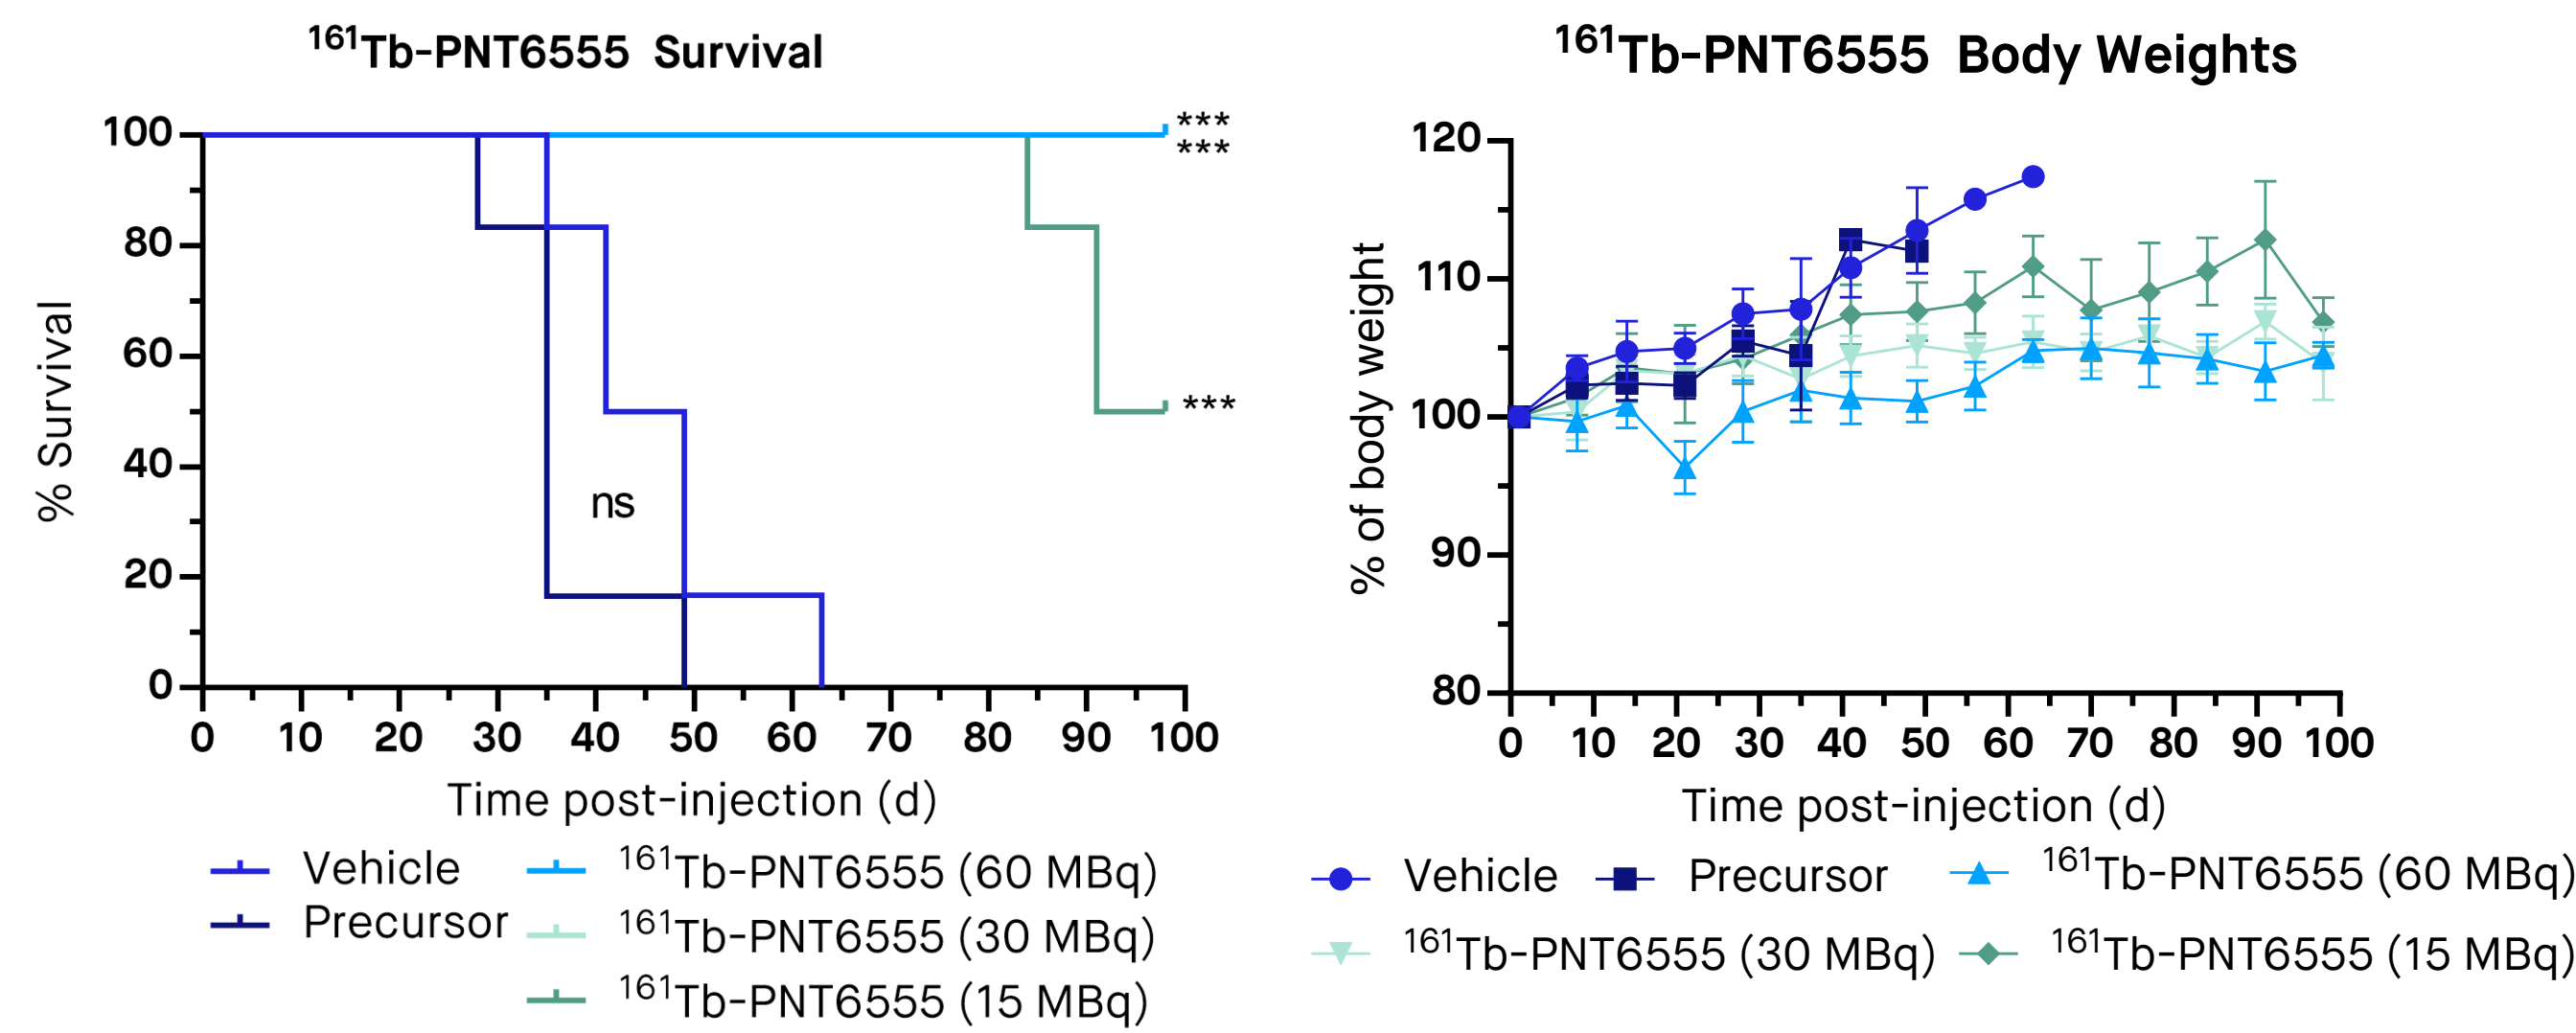 161Tb-PNT6555 Survival
100
80
60
40
20
0
% Survival
***
***
***
ns
0 10 20 30 40 50 60 70 80 90 100
Time post-injection (d)
Vehicle
Precursor
161Tb-PNT6555 (60 MBq)
161Tb-PNT6555 (30 MBq)
161Tb-PNT6555 (15 MBq)
161Tb-PNT6555 Body Weights
120
110
100
90
80
% of body weight
0 10 20 30 40 50 60 70 80 90 100
Time post-injection (d)
Vehicle Precursor 161Tb-PNT6555 (60 MBq)
161Tb-PNT6555 (30 MBq) 161Tb-PNT6555 (15 MBq)